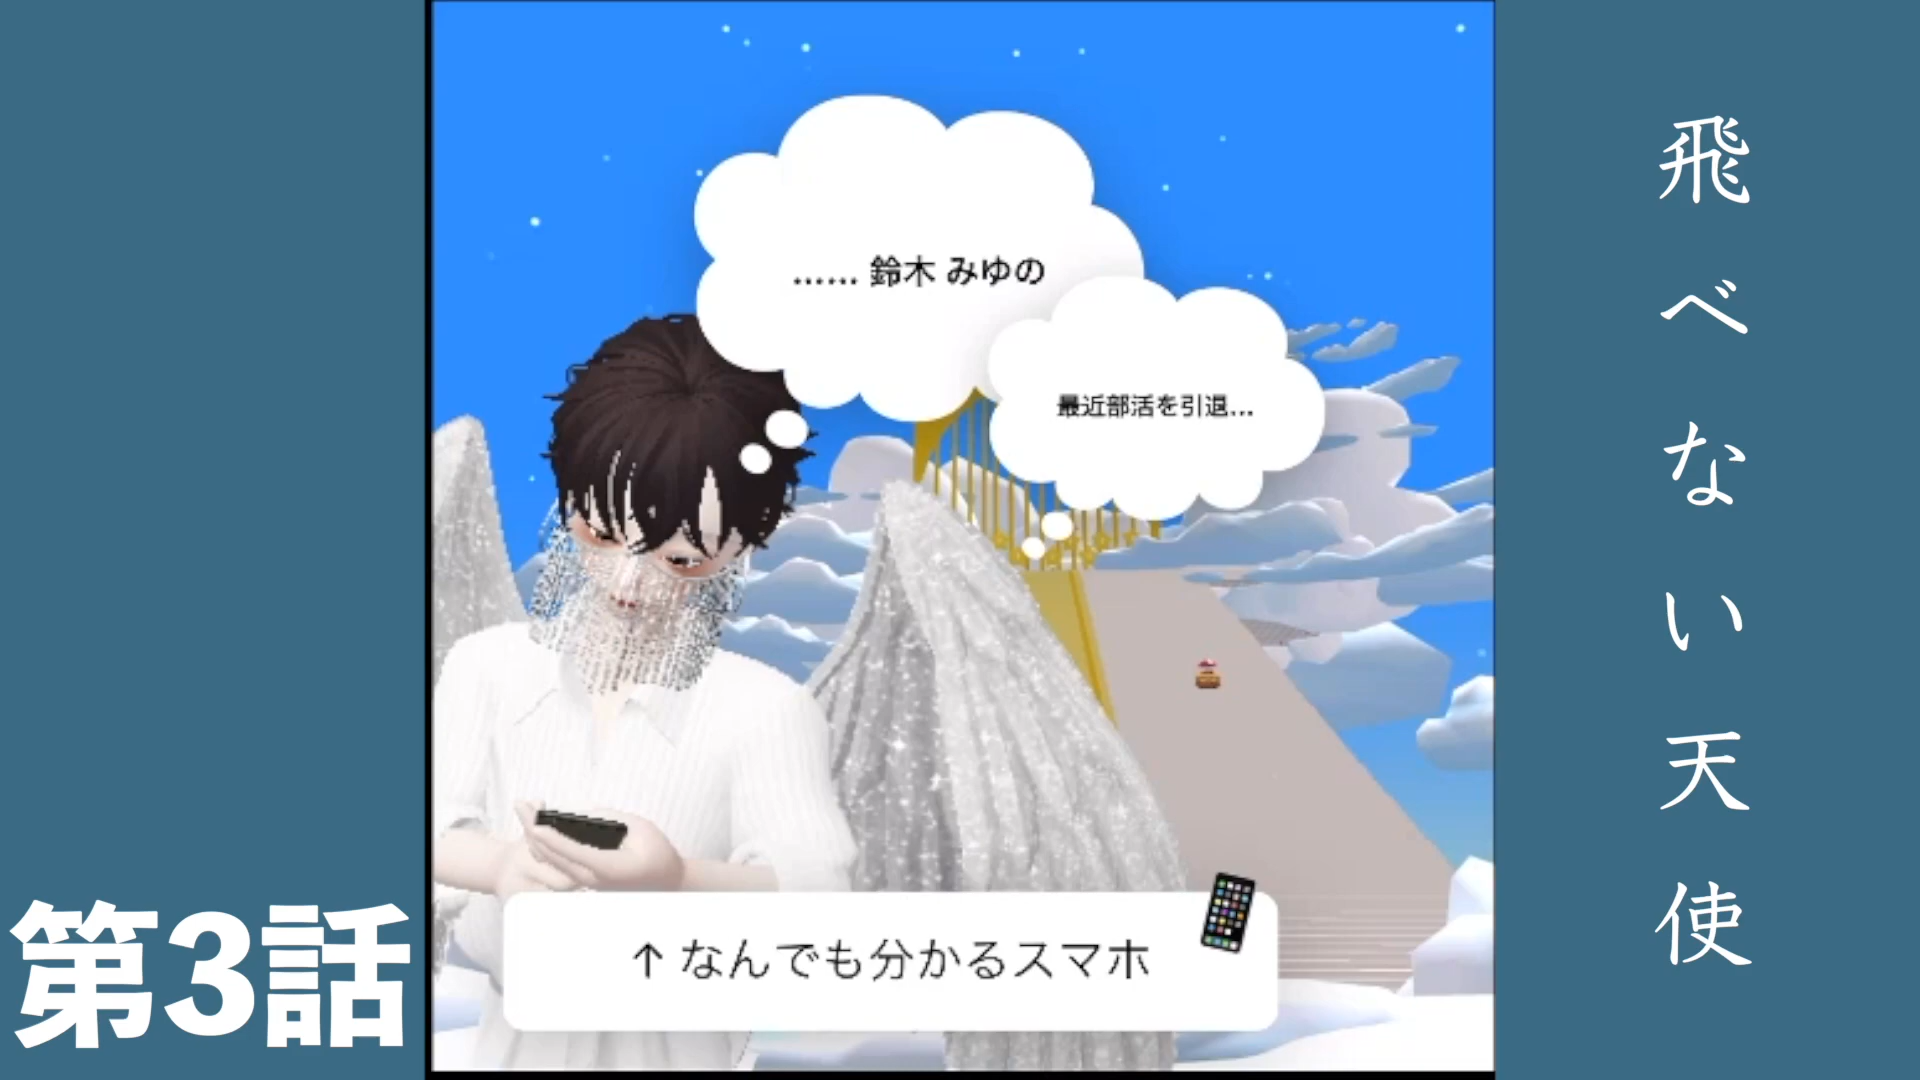 飛べない天使
…… 鈴木 みゆの
最近部活を引退…
↑なんでも分かるスマホ
第3話